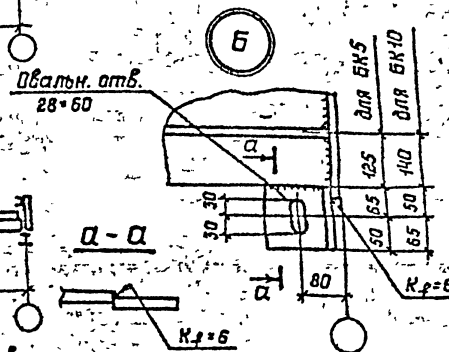 Б
Овальн. отв.
28×60
для БК5
для БК10
а
125
140
30
30
65
50
50
65
а-а
а
80
Kf=6
Kf=6